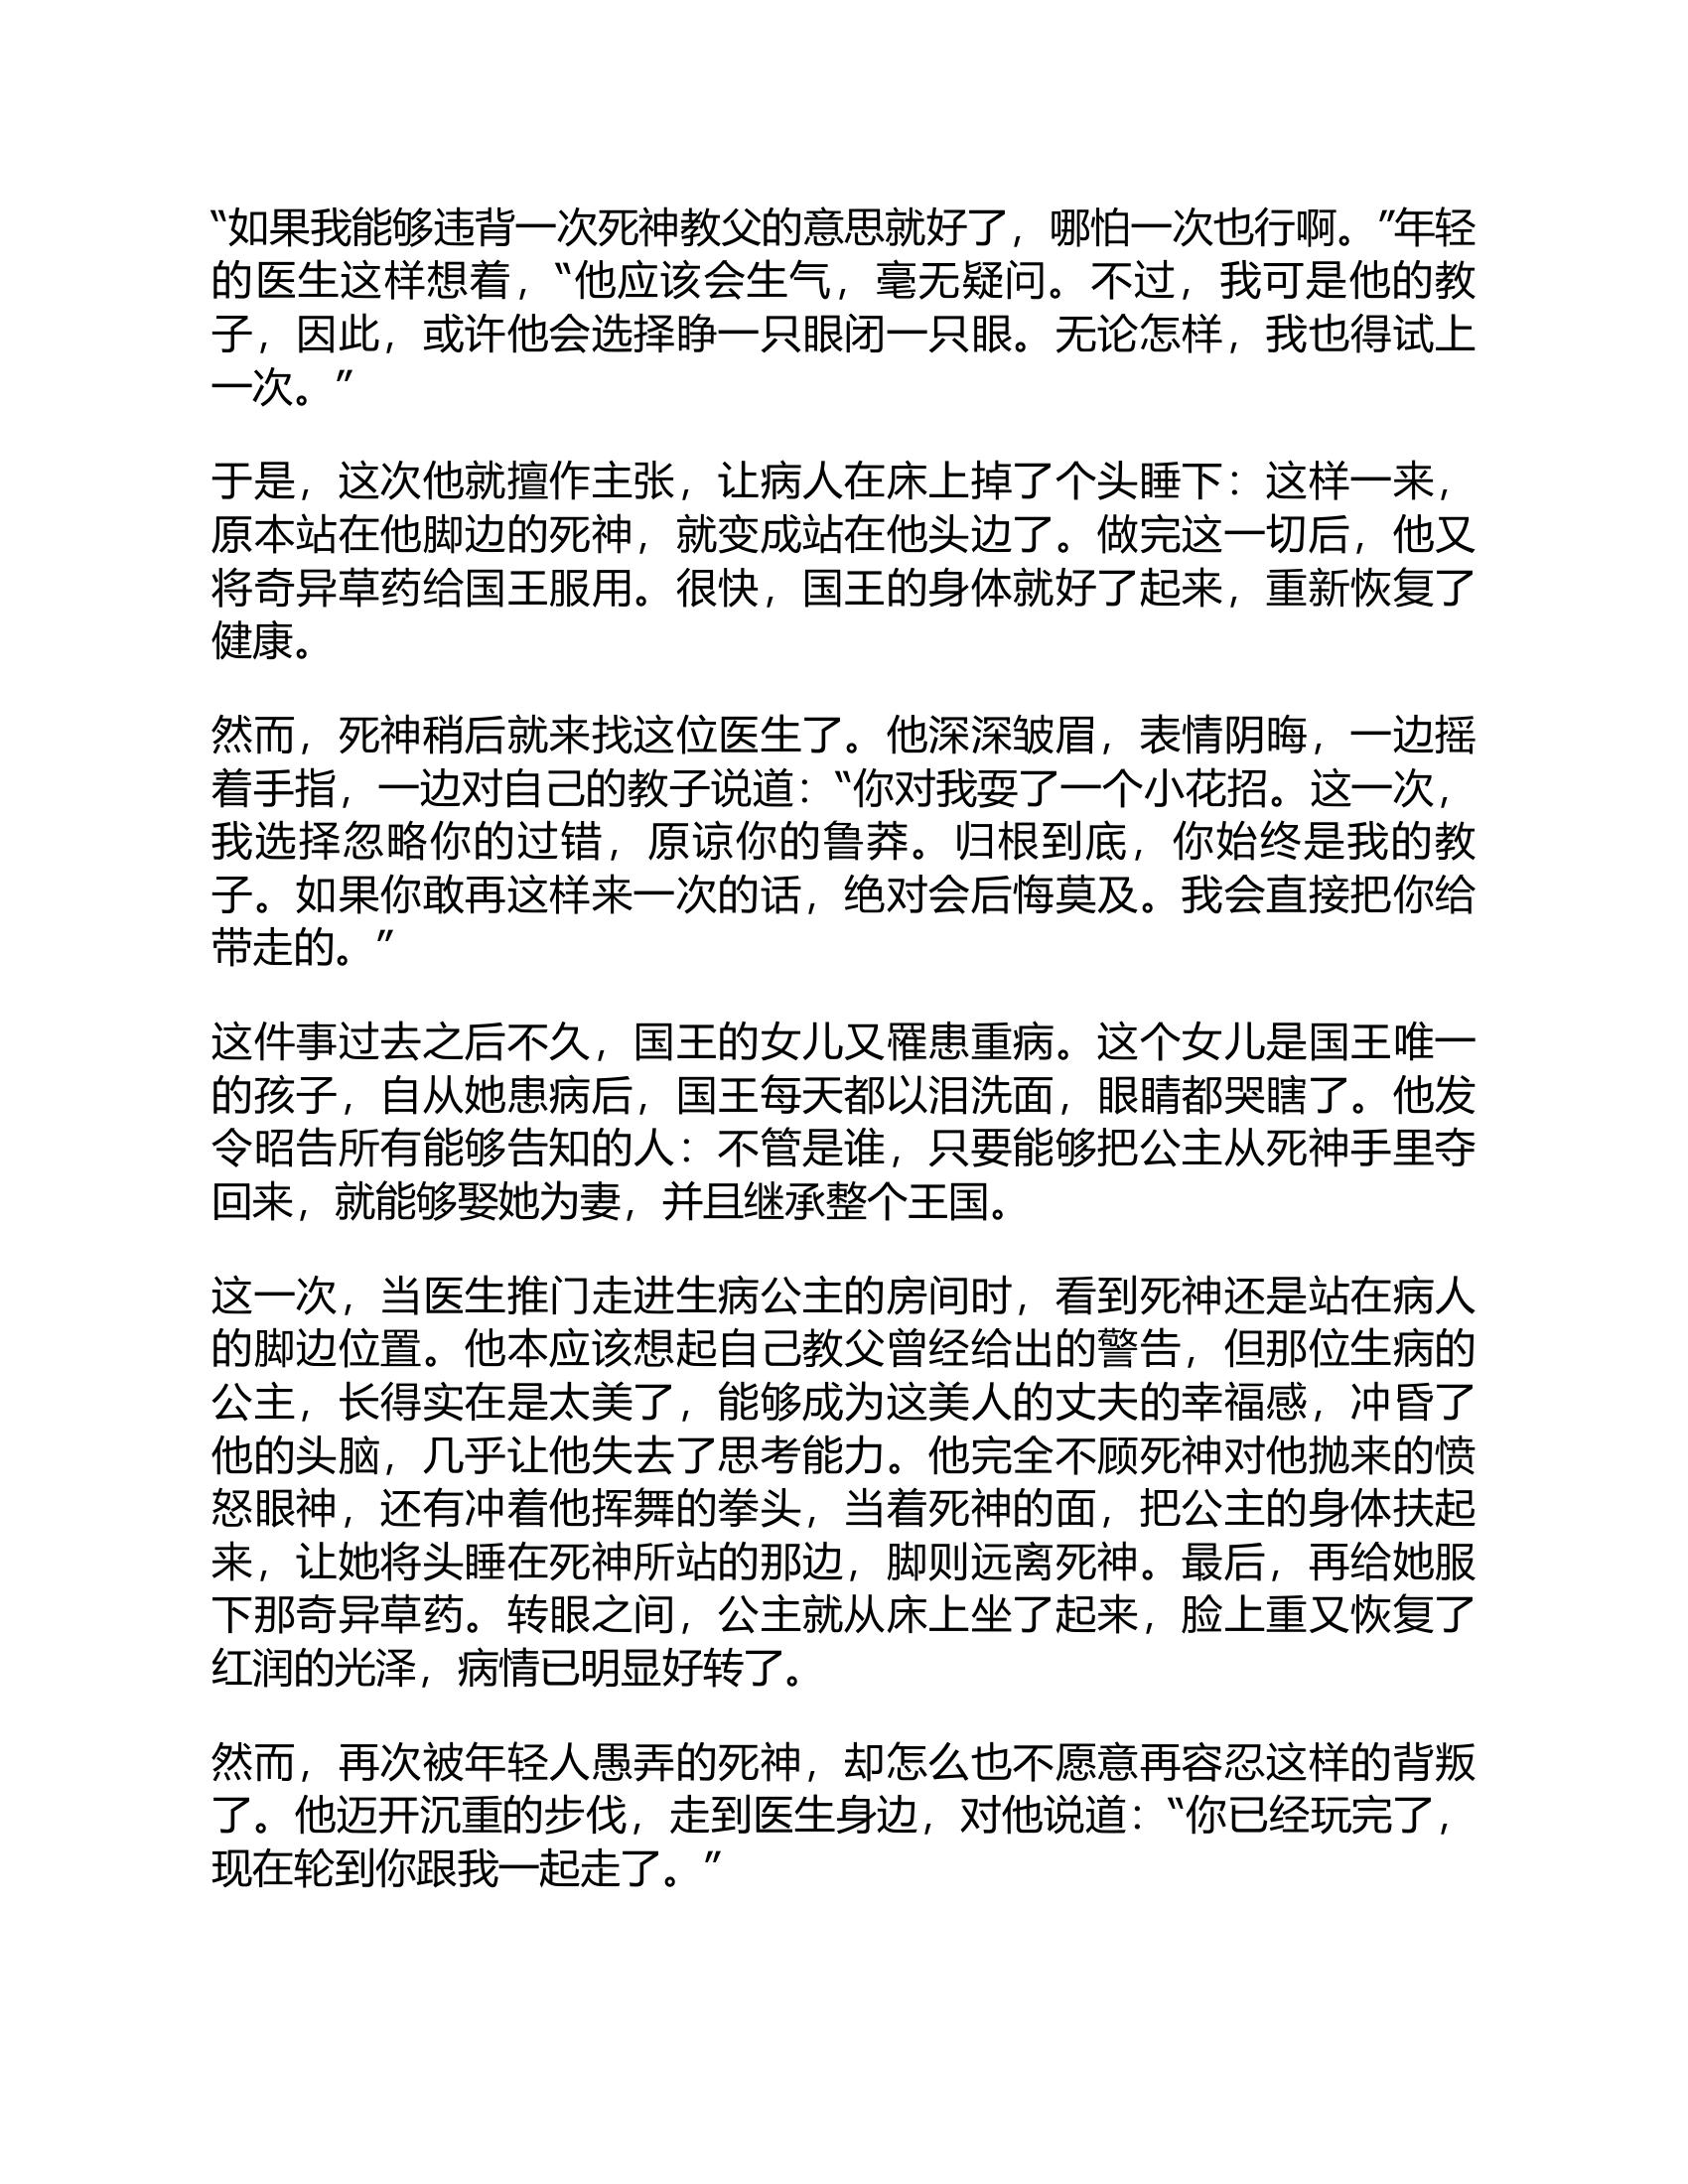 “如果我能够违背一次死神教父的意思就好了，哪怕一次也行啊。”年轻
的医生这样想着，“他应该会生气，毫无疑问。不过，我可是他的教
子，因此，或许他会选择睁一只眼闭一只眼。无论怎样，我也得试上
一次。”
于是，这次他就擅作主张，让病人在床上掉了个头睡下：这样一来，
原本站在他脚边的死神，就变成站在他头边了。做完这一切后，他又
将奇异草药给国王服用。很快，国王的身体就好了起来，重新恢复了
健康。
然而，死神稍后就来找这位医生了。他深深皱眉，表情阴晦，一边摇
着手指，一边对自己的教子说道：“你对我耍了一个小花招。这一次，
我选择忽略你的过错，原谅你的鲁莽。归根到底，你始终是我的教
子。如果你敢再这样来一次的话，绝对会后悔莫及。我会直接把你给
带走的。”
这件事过去之后不久，国王的女儿又罹患重病。这个女儿是国王唯一
的孩子，自从她患病后，国王每天都以泪洗面，眼睛都哭瞎了。他发
令昭告所有能够告知的人：不管是谁，只要能够把公主从死神手里夺
回来，就能够娶她为妻，并且继承整个王国。
这一次，当医生推门走进生病公主的房间时，看到死神还是站在病人
的脚边位置。他本应该想起自己教父曾经给出的警告，但那位生病的
公主，长得实在是太美了，能够成为这美人的丈夫的幸福感，冲昏了
他的头脑，几乎让他失去了思考能力。他完全不顾死神对他抛来的愤
怒眼神，还有冲着他挥舞的拳头，当着死神的面，把公主的身体扶起
来，让她将头睡在死神所站的那边，脚则远离死神。最后，再给她服
下那奇异草药。转眼之间，公主就从床上坐了起来，脸上重又恢复了
红润的光泽，病情已明显好转了。
然而，再次被年轻人愚弄的死神，却怎么也不愿意再容忍这样的背叛
了。他迈开沉重的步伐，走到医生身边，对他说道：“你已经玩完了，
现在轮到你跟我一起走了。”